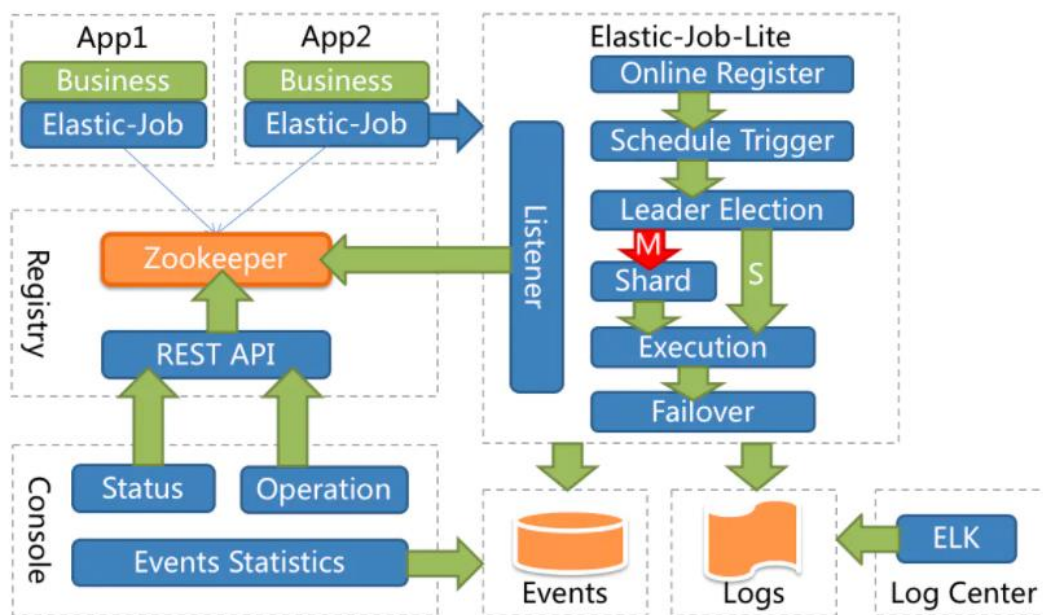 App1
Business
Elastic-Job
App2
Business
Elastic-Job
Elastic-Job-Lite
Online Register
Schedule Trigger
Leader Election
M
S
Shard
Execution
Failover
Listener
Registry
Zookeeper
REST API
Console
Status
Operation
Events Statistics
Events
Logs
ELK
Log Center